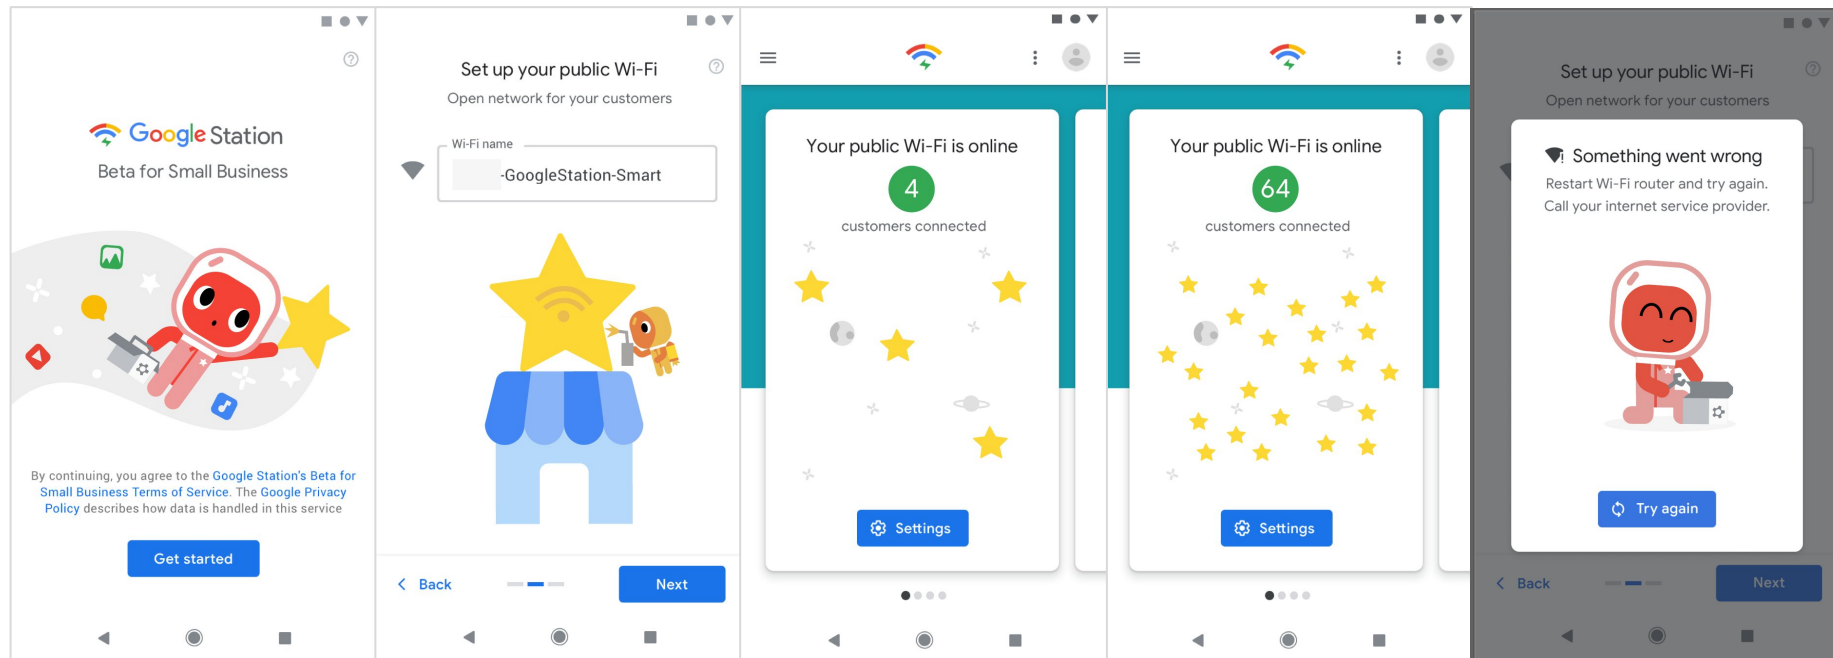 Google Station
Beta for Small Business
By continuing, you agree to the Google Station's Beta for
Small Business Terms of Service. The Google Privacy
Policy describes how data is handled in this service
Get started
Set up your public Wi-Fi
Open network for your customers
Wi-Fi name
-GoogleStation-Smart
Back
Next
Your public Wi-Fi is online
4
customers connected
Settings
Your public Wi-Fi is online
64
customers connected
Settings
Set up your public Wi-Fi
Open network for your customers
Something went wrong
Restart Wi-Fi router and try again.
Call your internet service provider.
Try again
Back
Next